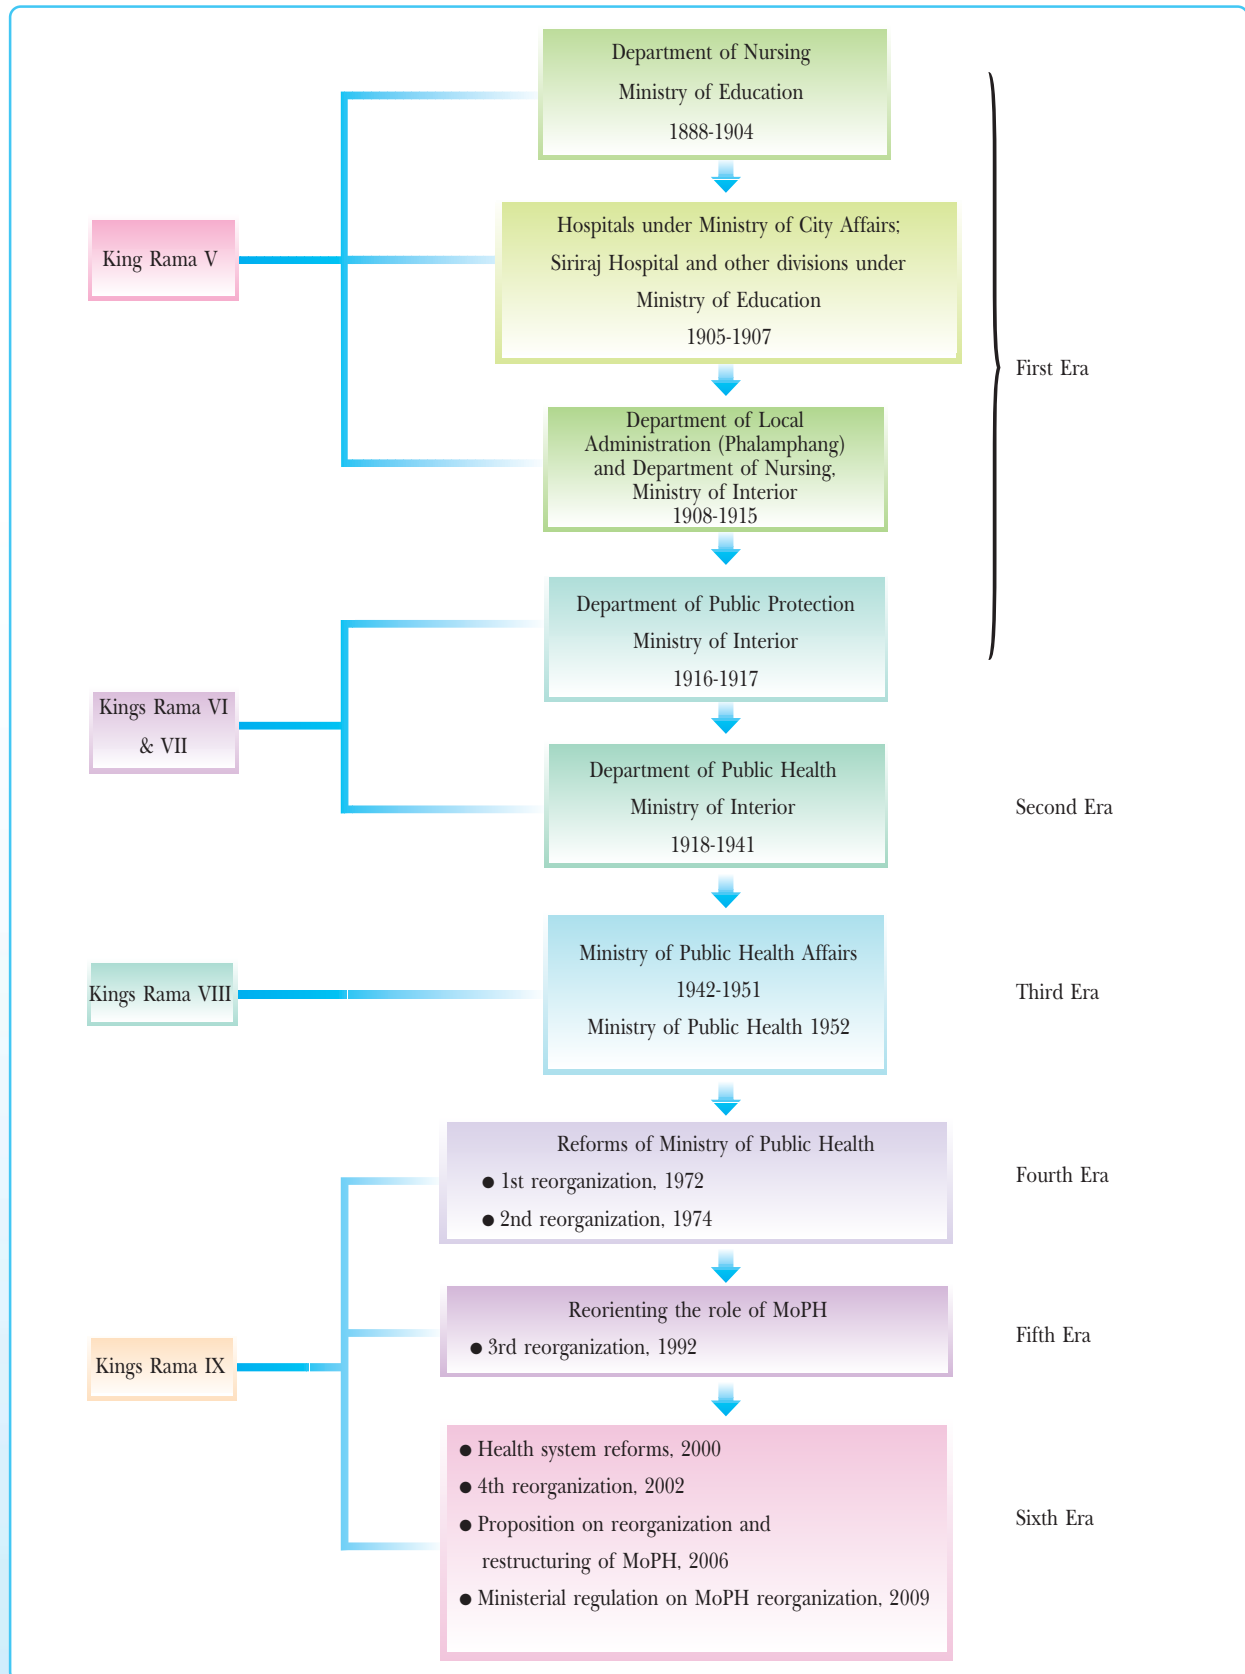 Department of Nursing
Ministry of Education
1888-1904
King Rama V
Hospitals under Ministry of City Affairs;
Siriraj Hospital and other divisions under
Ministry of Education
1905-1907
First Era
Department of Local
Administration (Phalamphang)
and Department of Nursing,
Ministry of Interior
1908-1915
Department of Public Protection
Ministry of Interior
1916-1917
Kings Rama VI
& VII
Department of Public Health
Ministry of Interior
1918-1941
Second Era
Kings Rama VIII
Ministry of Public Health Affairs
1942-1951
Ministry of Public Health 1952
Third Era
Reforms of Ministry of Public Health
● 1st reorganization, 1972
● 2nd reorganization, 1974
Fourth Era
Kings Rama IX
Reorienting the role of MoPH
● 3rd reorganization, 1992
Fifth Era
● Health system reforms, 2000
● 4th reorganization, 2002
● Proposition on reorganization and
restructuring of MoPH, 2006
● Ministerial regulation on MoPH reorganization, 2009
Sixth Era